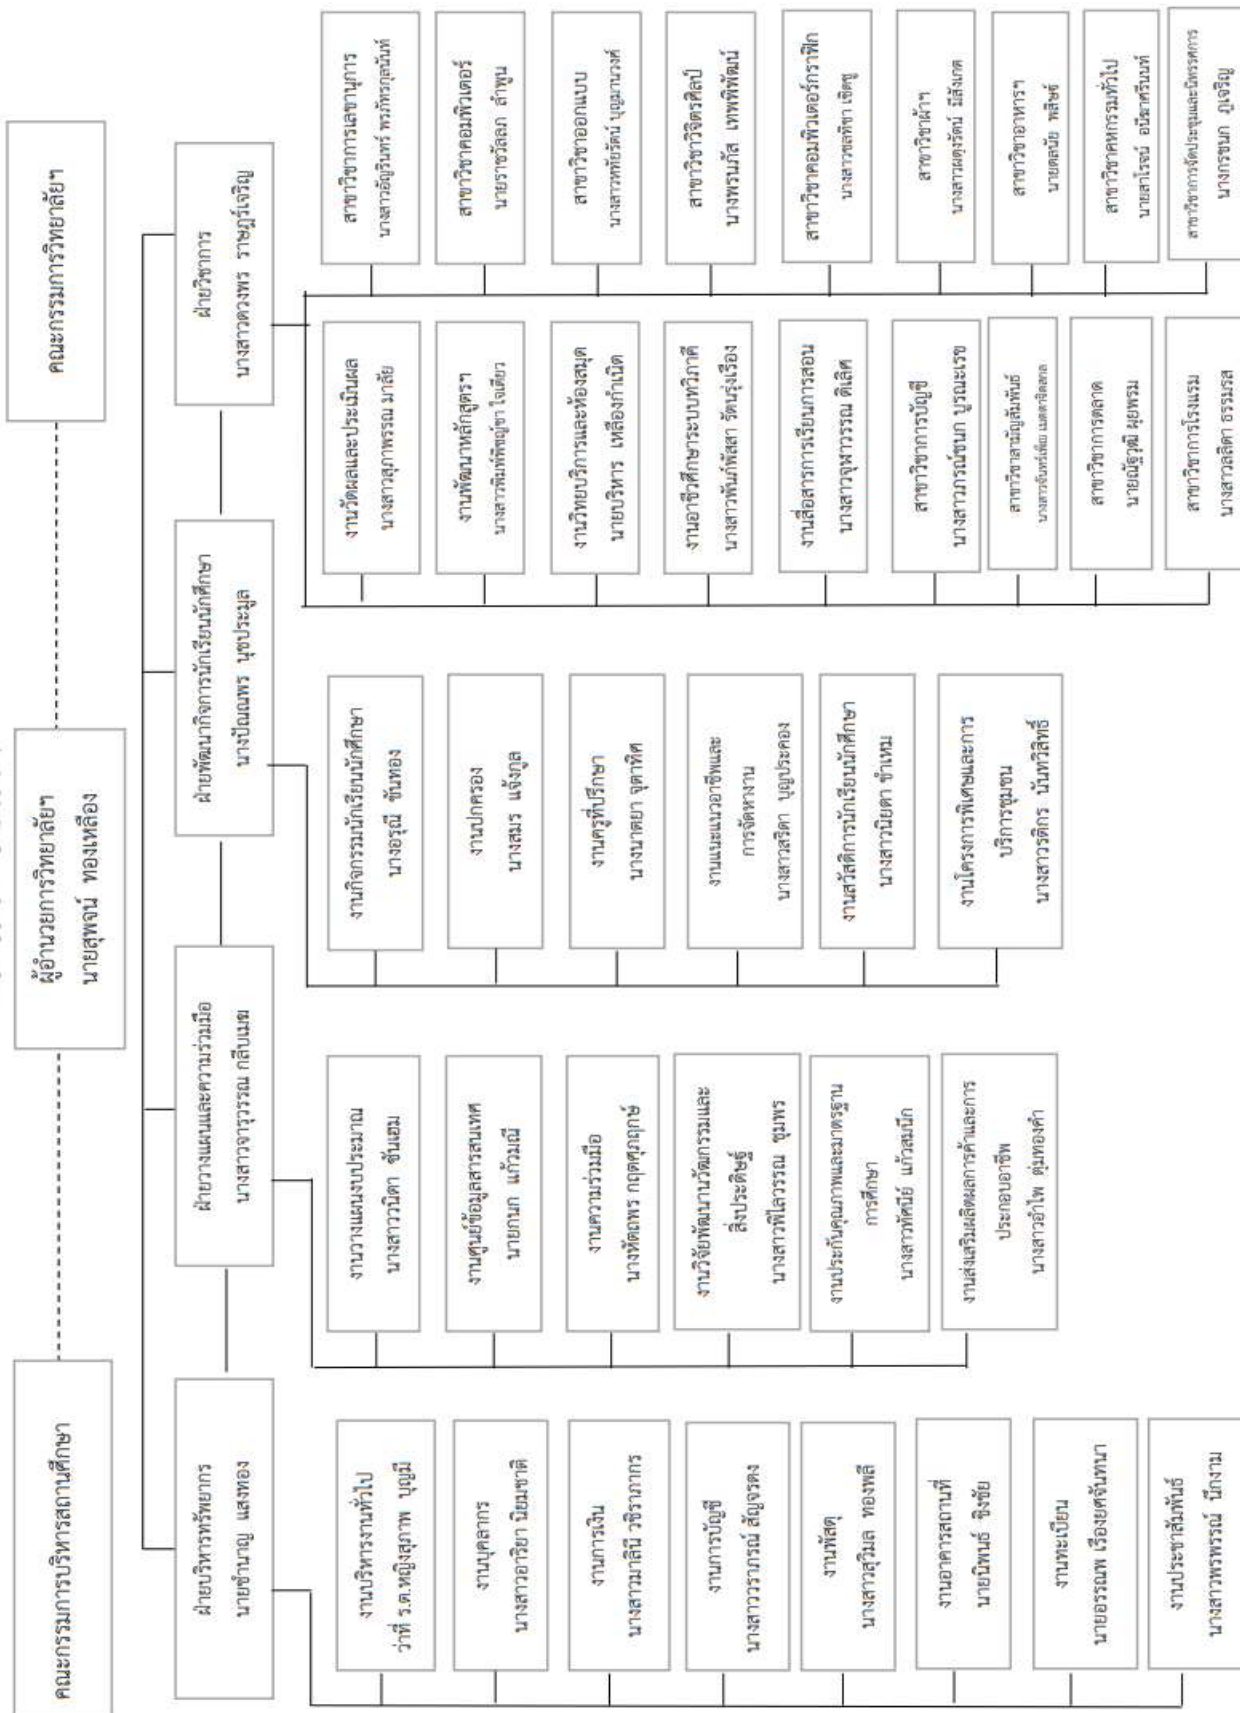 คณะกรรมการบริหารสถานศึกษา
ผู้อำนวยการวิทยาลัยฯ
นายสุพจน์ ทองเหลือง
คณะกรรมการวิทยาลัยฯ
ฝ่ายบริหารทรัพยากร
นายชำนาญ แสงทอง
ฝ่ายวางแผนและความร่วมมือ
นางสาวจารุวรรณ กลีบเมฆ
ฝ่ายพัฒนากิจการนักเรียนนักศึกษา
นางปัณณพร นุชประมูล
ฝ่ายวิชาการ
นางสาวดวงพร ราษฎร์เจริญ
งานบริหารงานทั่วไป
ว่าที่ ร.ต.หญิงสุภาพ บุญมี
งานบุคลากร
นางสาวอาริยา นิยมชาติ
งานการเงิน
นางสาวมาลินี วชิราภากร
งานการบัญชี
นางสาววราภรณ์ สัญจรดง
งานพัสดุ
นางสาวสุวิมล ทองพลี
งานอาคารสถานที่
นายนิพนธ์ ชิงชัย
งานทะเบียน
นายอรรณพ เรืองยศจันทนา
งานประชาสัมพันธ์
นางสาวพรพรรณ์ นึกงาม
งานวางแผนงบประมาณ
นางสาววนิดา ชันเฮม
งานศูนย์ข้อมูลสารสนเทศ
นายกนก แก้วมณี
งานความร่วมมือ
นางหัตถพร กฤตศุภฤกษ์
งานวิจัยพัฒนานวัตกรรมและ
สิ่งประดิษฐ์
นางสาวพิไลวรรณ ชุมพร
งานประกันคุณภาพและมาตรฐาน
การศึกษา
นางสาวทัศนีย์ แก้วสมนึก
งานส่งเสริมผลิตผลการค้าและการ
ประกอบอาชีพ
นางสาวอำไพ ตุ่มทองคำ
งานกิจกรรมนักเรียนนักศึกษา
นางอรุณี ขันทอง
งานปกครอง
นางสมร แจ้งกูล
งานครูที่ปรึกษา
นางนาตยา จุตาทิศ
งานแนะแนวอาชีพและ
การจัดหางาน
นางสาวสริดา บุญประคอง
งานสวัสดิการนักเรียนนักศึกษา
นางสาวนิยดา ขำเหม
งานโครงการพิเศษและการ
บริการชุมชน
นางสาวรติกร นันทวิสิทธิ์
งานวัดผลและประเมินผล
นางสาวสุภาพรรณ มาลัย
งานพัฒนาหลักสูตรฯ
นางสาวพิมพ์พิชญ์ชา ใจเดียว
งานวิทยบริการและห้องสมุด
นายบริหาร เหลืองกำเนิด
งานอาชีวศึกษาระบบทวิภาคี
นางสาวพันภ์พัสสา รัตนรุ่งเรือง
งานสื่อสารการเรียนการสอน
นางสาวจุฬาวรรณ ดิเลิศ
สาขาวิชาการบัญชี
นางสาวภรณ์ชนก บูรณะเรข
สาขาวิชาสามัญสัมพันธ์
สาขาวิชาการตลาด
นายณัฐวุฒิ ผุยพรม
สาขาวิชาการโรงแรม
นางสาวลลิตา ธรรมรส
สาขาวิชาการเลขานุการ
นางสาวอัญรินทร์ พรภัทรกุลนันท์
สาขาวิชาคอมพิวเตอร์
นายราชวัลลภ ลำพูน
สาขาวิชาออกแบบ
นางสาวหทัยรัตน์ บุญมานวงศ์
สาขาวิชาวิจิตรศิลป์
นางพรนภัส เทพพิพัฒน์
สาขาวิชาคอมพิวเตอร์กราฟิก
นางสาวชลทิชา เชิดชู
สาขาวิชาผ้าฯ
นางสาวผดุงรัตน์ มีสังเกต
สาขาวิชาอาหารฯ
นายดลนัย พสิษฐ์
สาขาวิชาคหกรรมทั่วไป
นายสาโรจน์ อนีฆาศรีนนท์
สาขาวิชาการจัดประชุมและนิทรรศการ
นางกรชนก ภูเจริญ